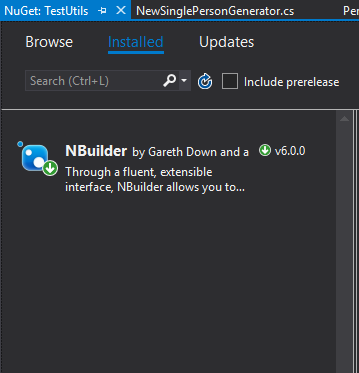 NuGet: TestUtils
NewSinglePersonGenerator.cs
Per
Browse
Installed
Updates
Search (Ctrl+L)
Include prerelease
NBuilder by Gareth Down and a
v6.0.0
Through a fluent, extensible
interface, NBuilder allows you to...